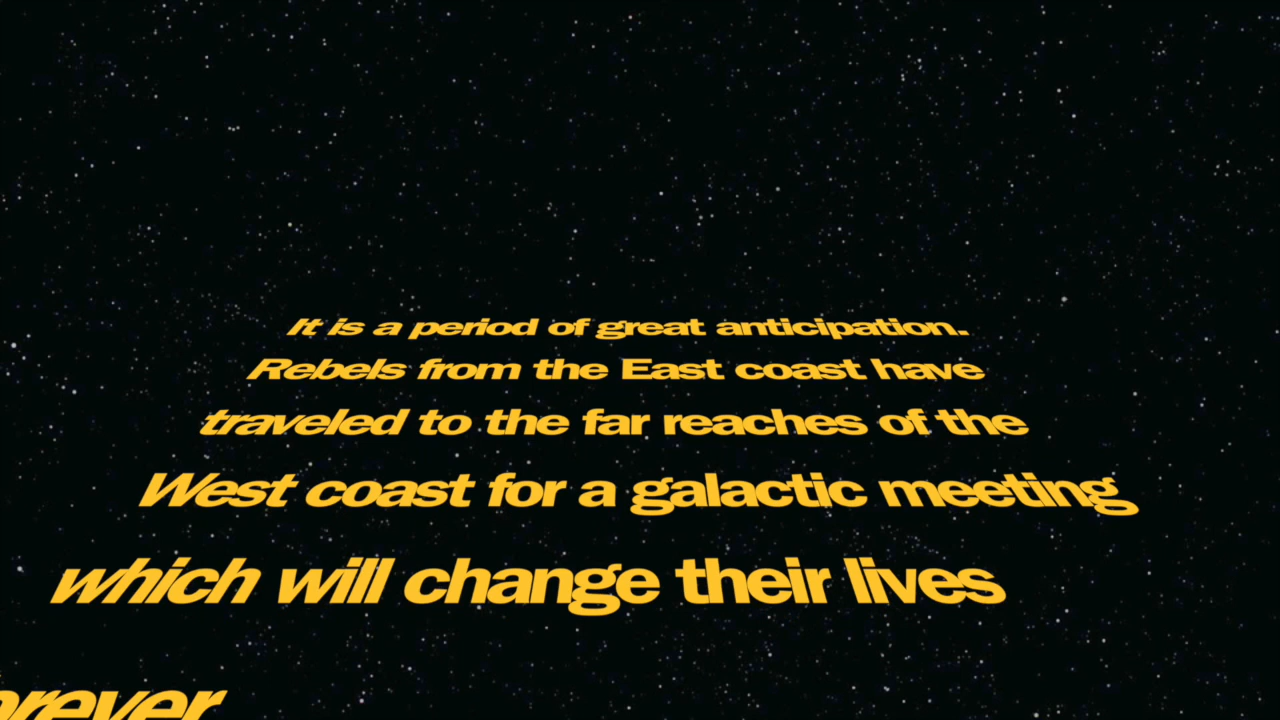 It is a period of great anticipation.
Rebels from the East coast have
traveled to the far reaches of the
West coast for a galactic meeting
which will change their lives
orever